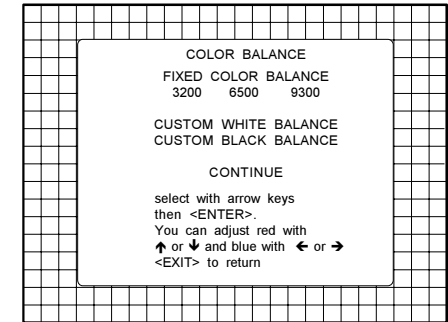 COLOR BALANCE
FIXED COLOR BALANCE
3200 6500 9300
CUSTOM WHITE BALANCE
CUSTOM BLACK BALANCE
CONTINUE
select with arrow keys
then <ENTER>.
You can adjust red with
↑ or ↓ and blue with ← or →
<EXIT> to return